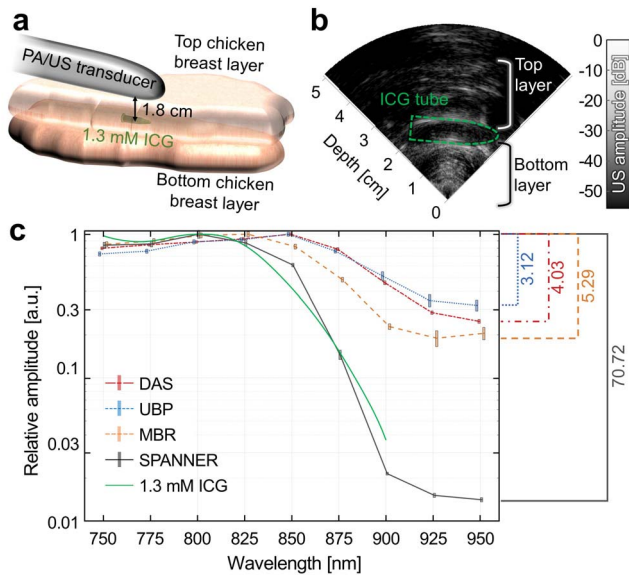 a
PA/US transducer
Top chicken
breast layer
1.8 cm
1.3 mM ICG
Bottom chicken
breast layer
b
ICG tube
Top
layer
Bottom
layer
5
4
3
2
1
0
Depth [cm]
0
-10
-20
-30
-40
-50
US amplitude [dB]
c
1
0.3
0.1
0.03
0.01
Relative amplitude [a.u.]
DAS
UBP
MBR
SPANNER
1.3 mM ICG
750 775 800 825 850 875 900 925 950
Wavelength [nm]
3.12
4.03
5.29
70.72